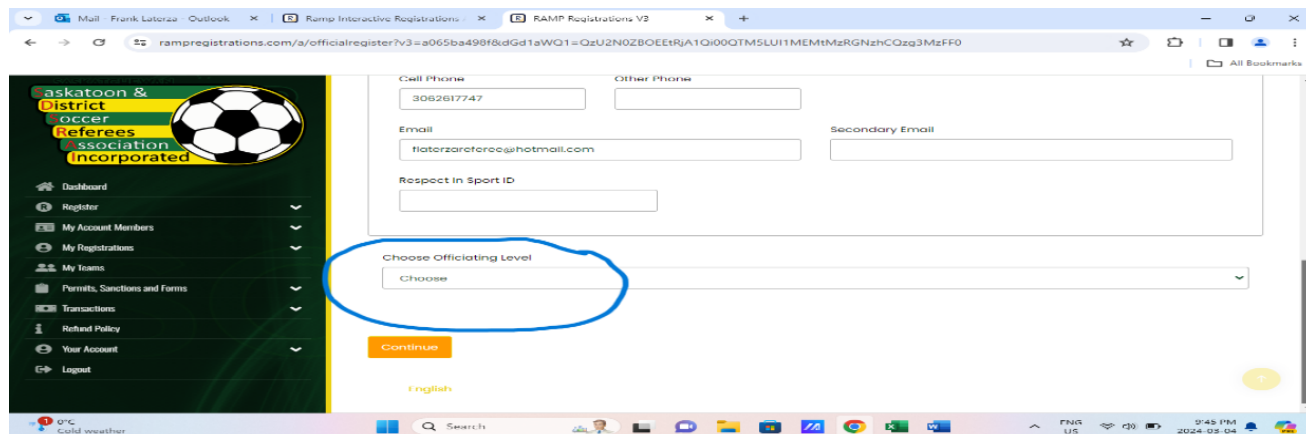 Mail - Frank Laterza - Outlook
Ramp Interactive Registrations
RAMP Registrations V3
rampregistrations.com/a/officialregister?v3=a065ba498f&dGd1aWQ1=QzU2N0ZBOEEtRjA1Qi00QTM5LUI1MEMtMzRGNzhCQzg3MzFF0
All Bookmarks
Saskatoon &
District
Soccer
Referees
Association
Incorporated
Dashboard
Register
My Account Members
My Registrations
My Teams
Permits, Sanctions and Forms
Transactions
Refund Policy
Your Account
Logout
Cell Phone
Other Phone
3062617747
Email
Secondary Email
flaterzareferee@hotmail.com
Respect In Sport ID
Choose Officiating Level
Choose
Continue
English
1
0°C
Cold weather
Search
ENG
US
9:45 PM
2024-03-04